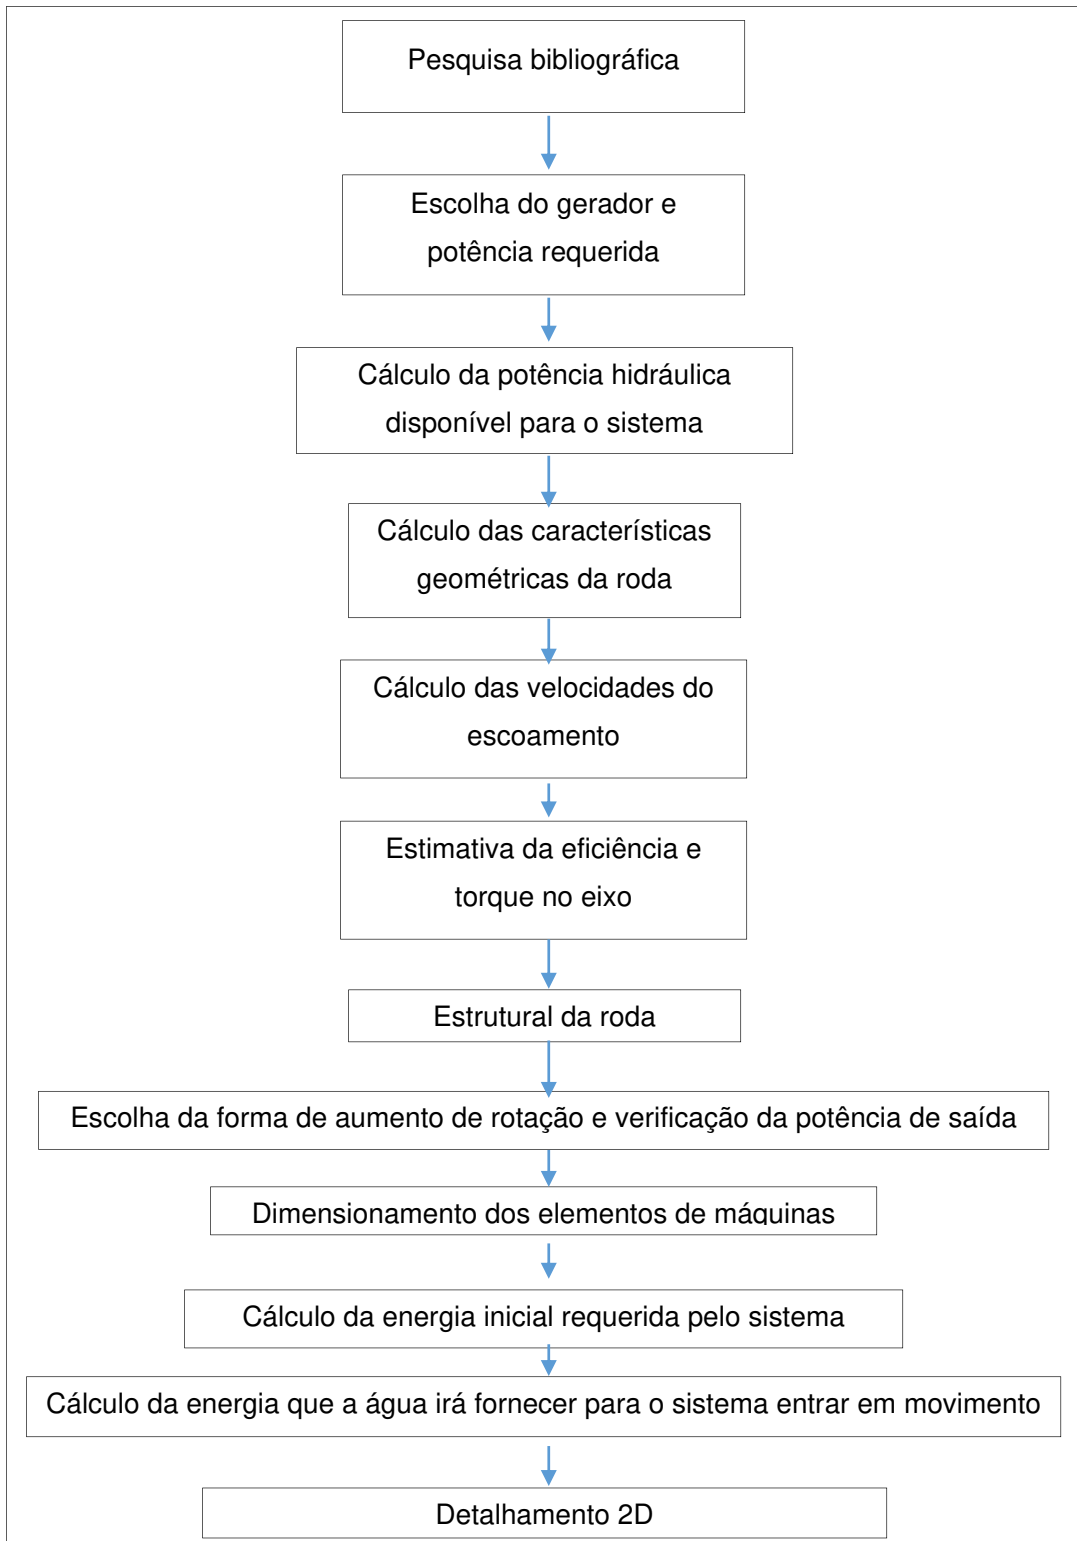 Pesquisa bibliográfica
Escolha do gerador e
potência requerida
Cálculo da potência hidráulica
disponível para o sistema
Cálculo das características
geométricas da roda
Cálculo das velocidades do
escoamento
Estimativa da eficiência e
torque no eixo
Estrutural da roda
Escolha da forma de aumento de rotação e verificação da potência de saída
Dimensionamento dos elementos de máquinas
Cálculo da energia inicial requerida pelo sistema
Cálculo da energia que a água irá fornecer para o sistema entrar em movimento
Detalhamento 2D